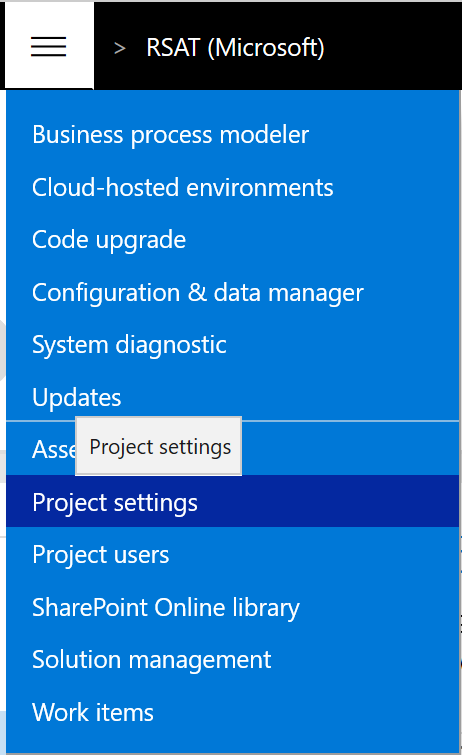 > RSAT (Microsoft)
Business process modeler
Cloud-hosted environments
Code upgrade
Configuration & data manager
System diagnostic
Updates
Project settings
Project settings
Project users
SharePoint Online library
Solution management
Work items